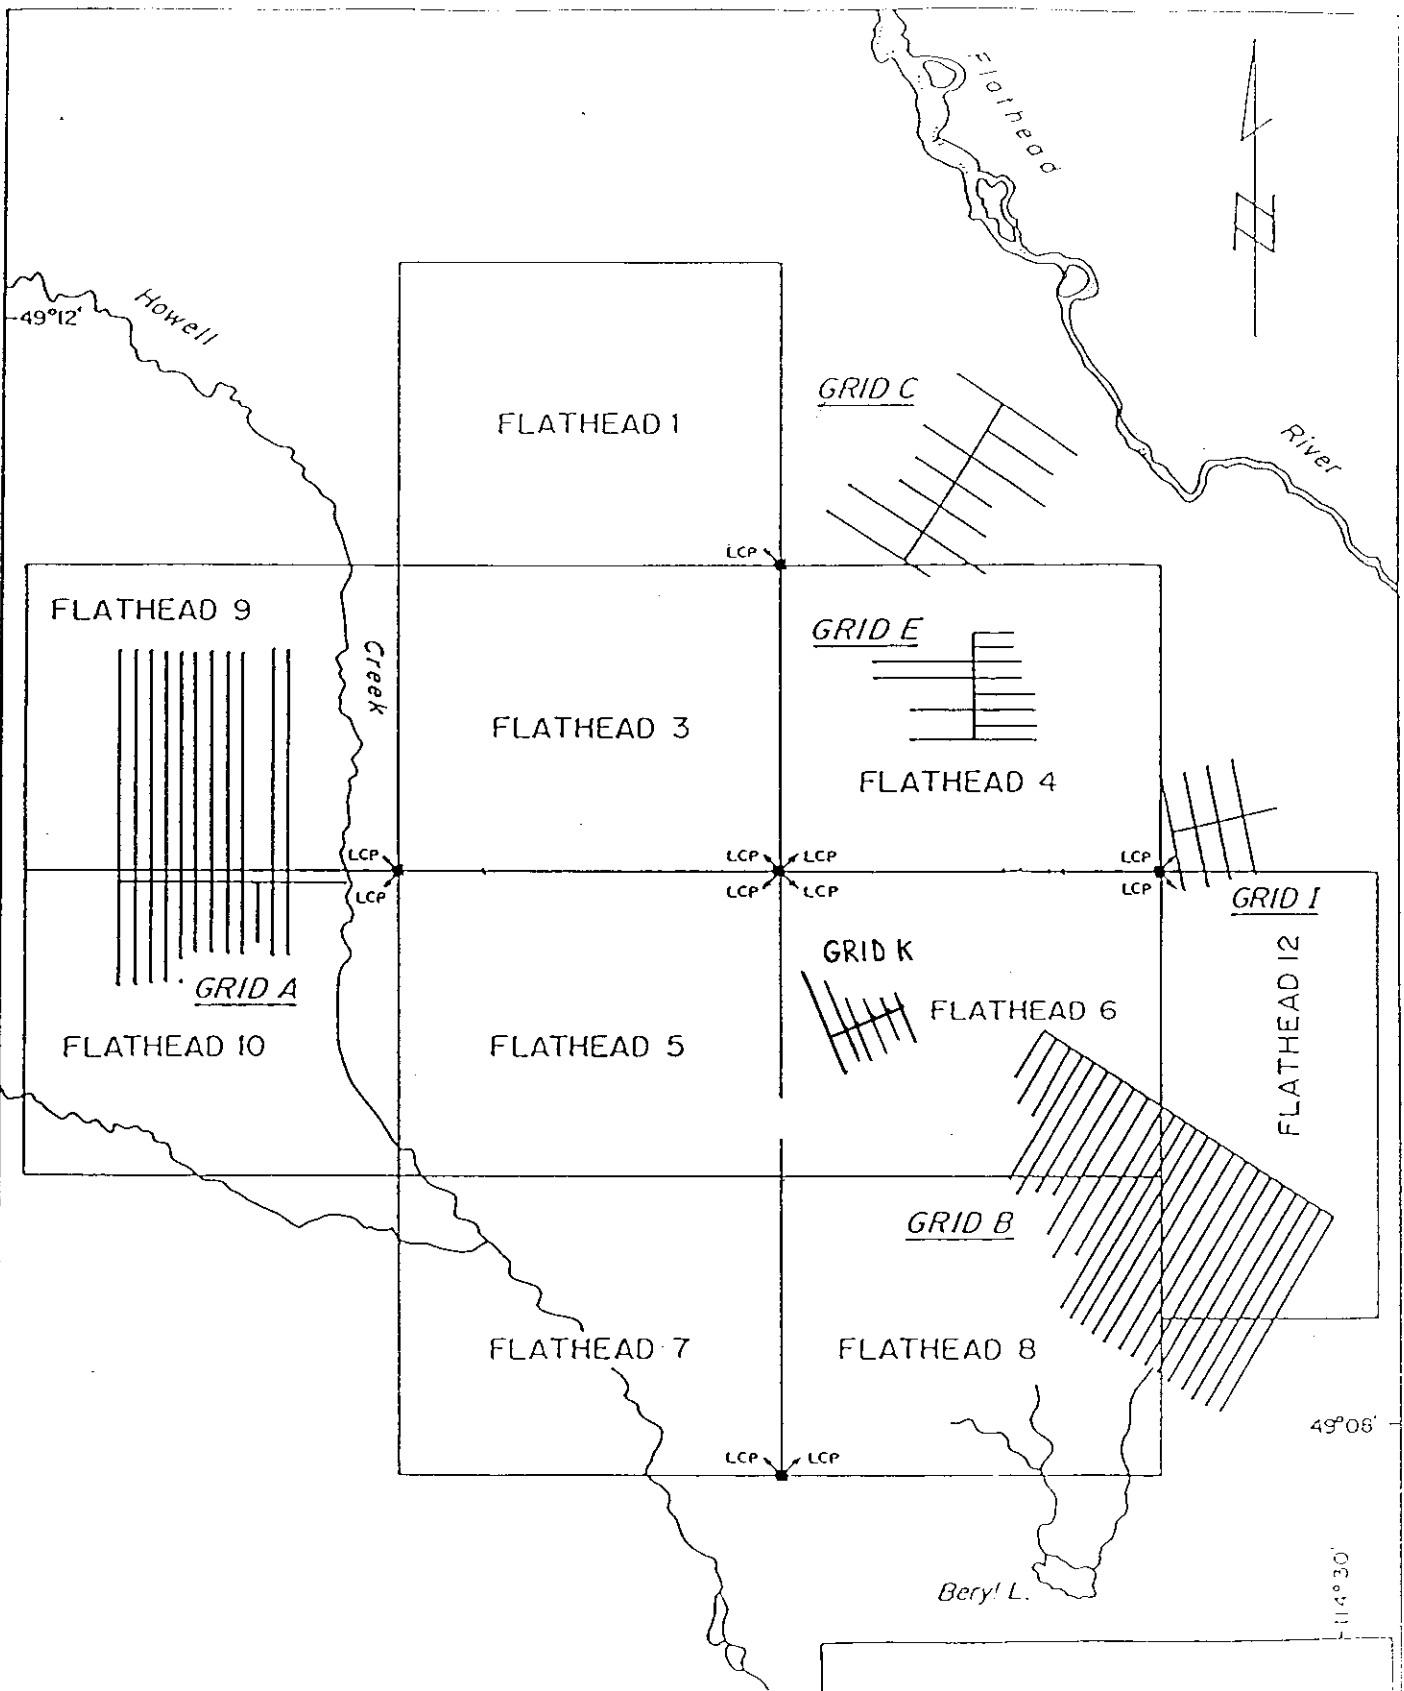 Flathead
Howell
49°12'
GRID C
FLATHEAD 1
River
LCP
FLATHEAD 9
GRID E
Creek
FLATHEAD 3
FLATHEAD 4
LCP
LCP LCP
LCP
LCP
LCP LCP
LCP
GRID I
GRID K
FLATHEAD 12
GRID A
FLATHEAD 6
FLATHEAD 10
FLATHEAD 5
GRID B
FLATHEAD 7
FLATHEAD 8
49°08'
LCP LCP
Beryl L.
114°30'
N